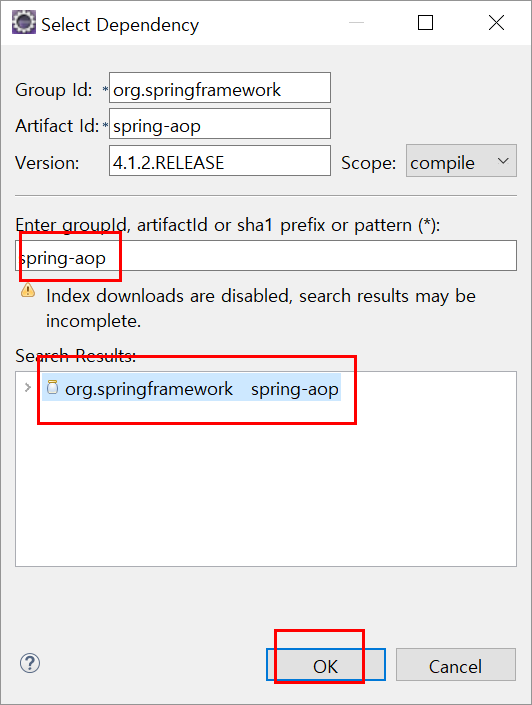 Select Dependency
Group Id: * org.springframework
Artifact Id: * spring-aop
Version: 4.1.2.RELEASE Scope: compile
Enter groupId, artifactId or sha1 prefix or pattern (*):
spring-aop
Index downloads are disabled, search results may be
incomplete.
Search Results:
org.springframework spring-aop
? OK Cancel